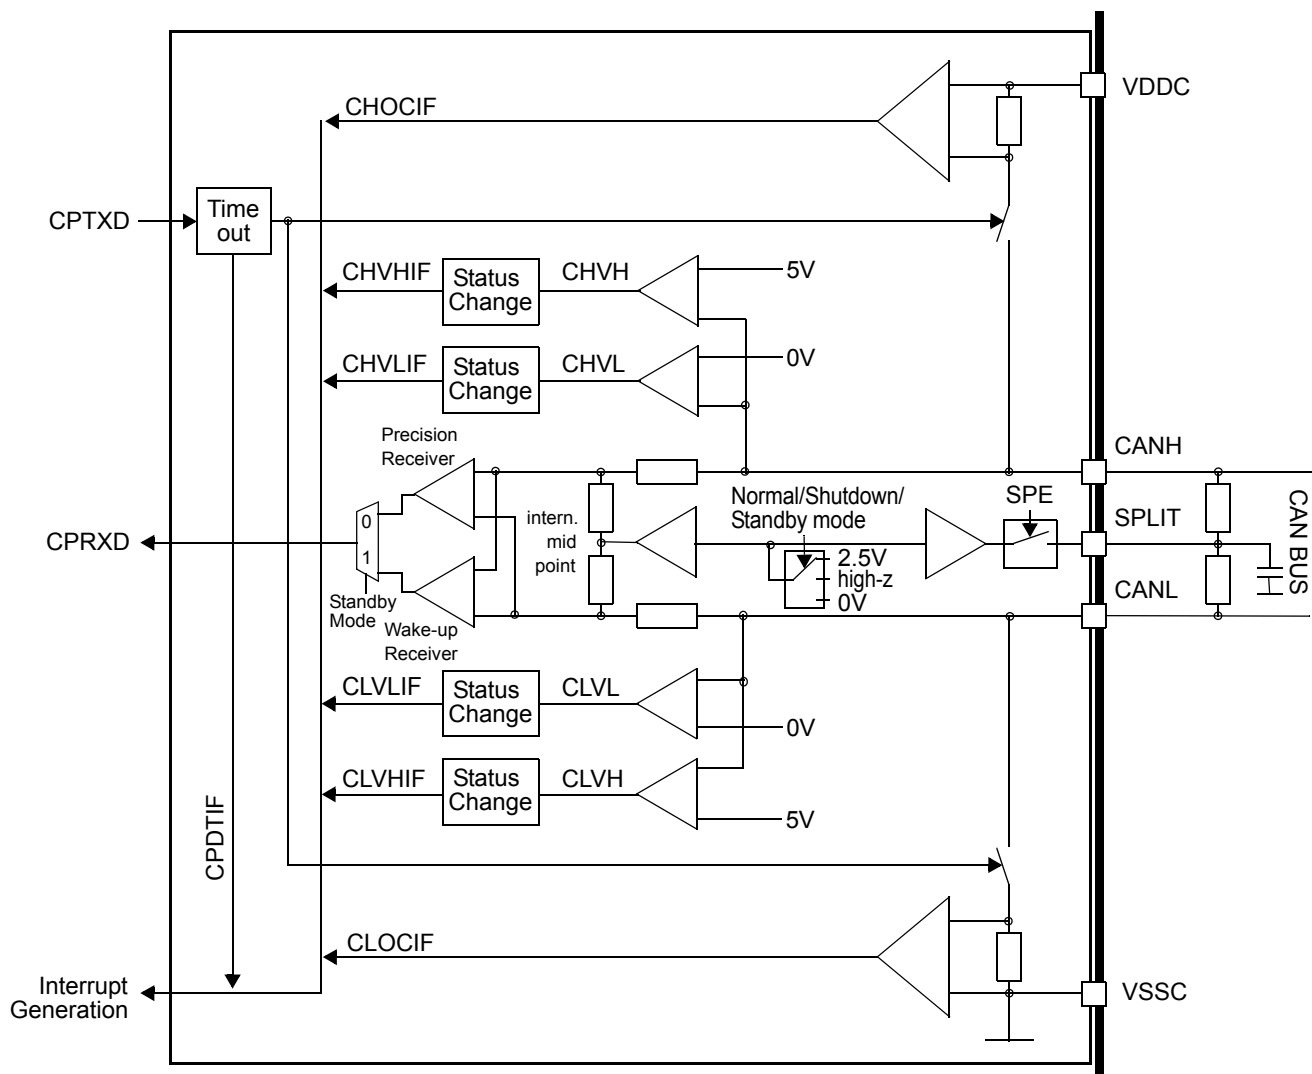 VDDC
CHOCIF
CPTXD
Time
out
CHVHIF
Status
Change
CHVH
5V
CHVLIF
Status
Change
CHVL
0V
Precision
Receiver
CANH
Normal/Shutdown/
Standby mode
SPE
SPLIT
CAN BUS
intern.
mid
point
0
1
CPRXD
2.5V
high-z
0V
CANL
Standby
Mode
Wake-up
Receiver
CLVLIF
Status
Change
CLVL
0V
CLVHIF
Status
Change
CLVH
5V
CPDTIF
CLOCIF
Interrupt
Generation
VSSC